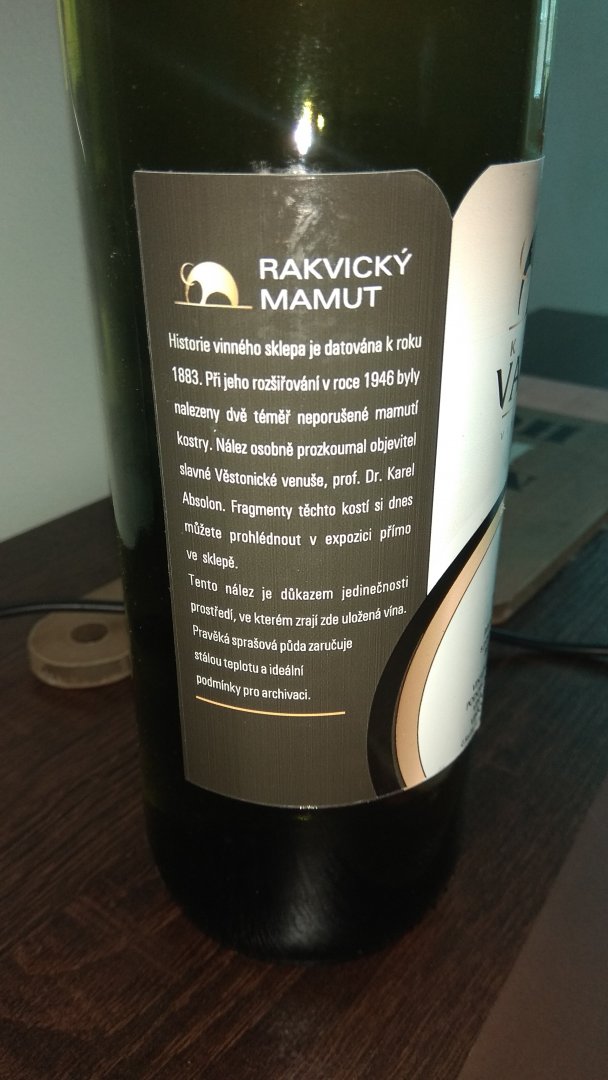 RAKVICKÝ
MAMUT
Historie vinného sklepa je datována k roku
1883. Při jeho rozšiřování v roce 1946 byly
nalezeny dvě téměř neporušené mamutí
kostry. Nález osobně prozkoumal objevitel
slavné Věstonické venuše, prof. Dr. Karel
Absolon. Fragmenty těchto kostí si dnes
můžete prohlédnout v expozici přímo
ve sklepě.
Tento nález je důkazem jedinečnosti
prostředí, ve kterém zrají zde uložená vína.
Pravěká sprašová půda zaručuje
stálou teplotu a ideální
podmínky pro archivaci.